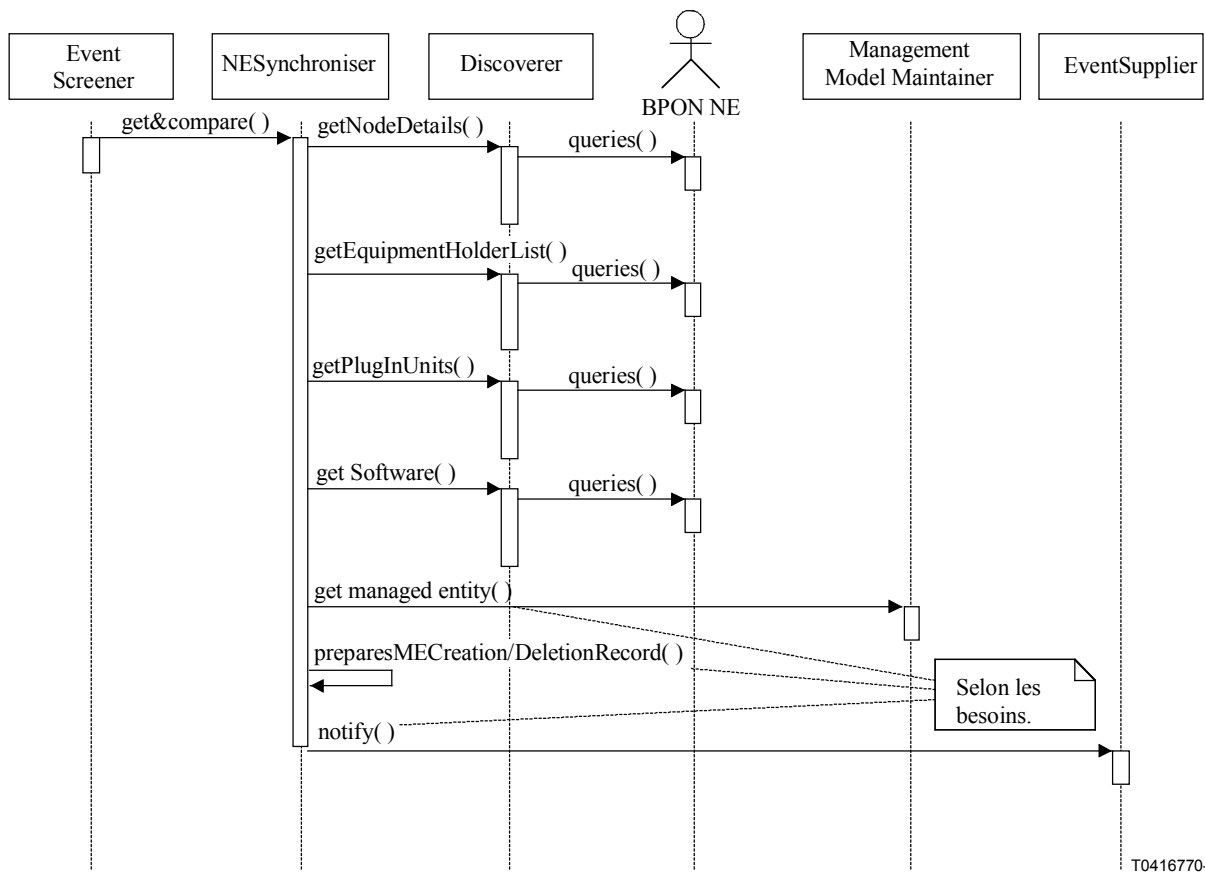 Event
Screener
NESynchroniser
Discoverer
BPON NE
Management
Model Maintainer
EventSupplier
get&compare( )
getNodeDetails( )
queries( )
getEquipmentHolderList( )
queries( )
getPlugInUnits( )
queries( )
get Software( )
queries( )
get managed entity( )
preparesMECreation/DeletionRecord( )
Selon les
besoins.
notify( )
T0416770-